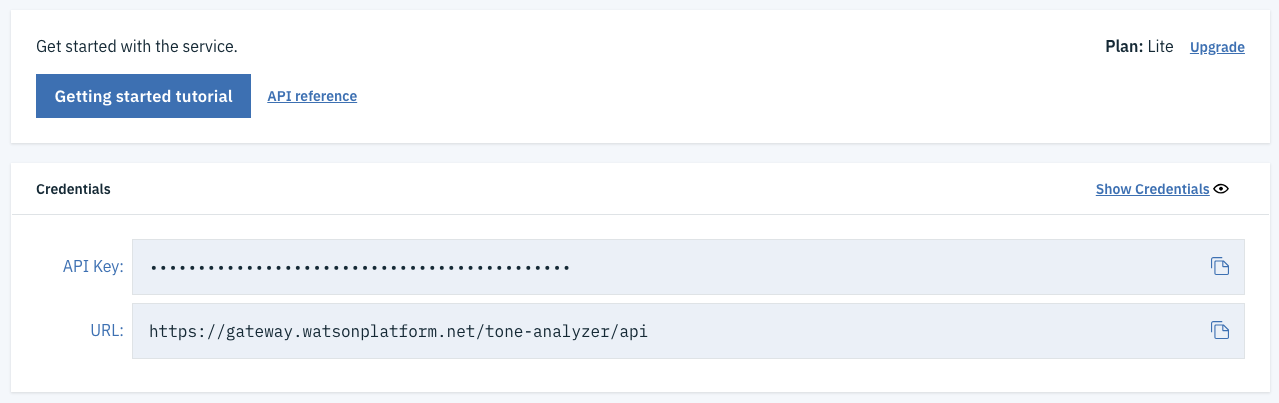 Get started with the service.
Plan: Lite Upgrade
Getting started tutorial API reference
Credentials
Show Credentials
API Key: ••••••••••••••••••••••••••••••••••••••••••••
URL: https://gateway.watsonplatform.net/tone-analyzer/api